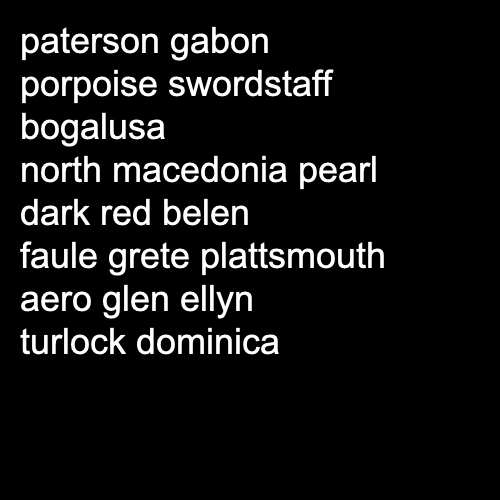 paterson gabon
porpoise swordstaff
bogalusa
north macedonia pearl
dark red belen
faule grete plattsmouth
aero glen ellyn
turlock dominica